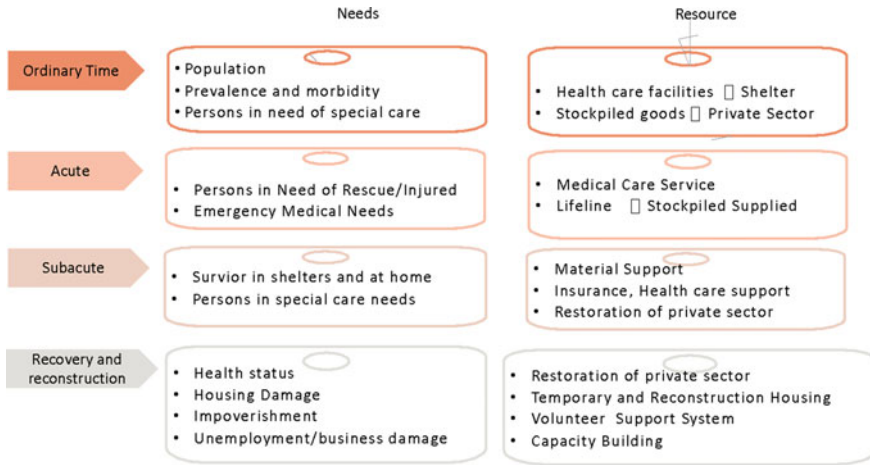 Needs
Resource
Ordinary Time
• Population
• Prevalence and morbidity
• Persons in need of special care
• Health care facilities ▯ Shelter
• Stockpiled goods ▯ Private Sector
Acute
• Persons in Need of Rescue/Injured
• Emergency Medical Needs
• Medical Care Service
• Lifeline ▯ Stockpiled Supplied
Subacute
• Survior in shelters and at home
• Persons in special care needs
• Material Support
• Insurance, Health care support
• Restoration of private sector
Recovery and
reconstruction
• Health status
• Housing Damage
• Impoverishment
• Unemployment/business damage
• Restoration of private sector
• Temporary and Reconstruction Housing
• Volunteer Support System
• Capacity Building